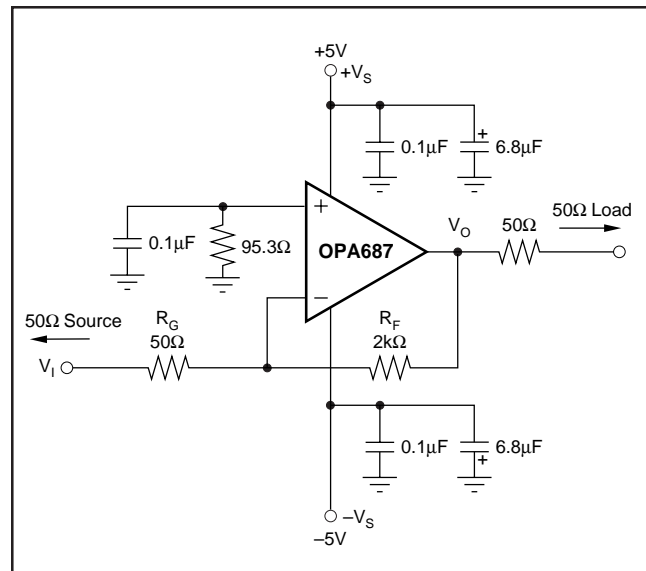 +5V
+V_S
0.1μF
+
6.8μF
+
0.1μF
95.3Ω
OPA687
V_O
50Ω
50Ω Load
−
50Ω Source
R_G
50Ω
V_I
R_F
2kΩ
0.1μF
6.8μF
+
−V_S
−5V